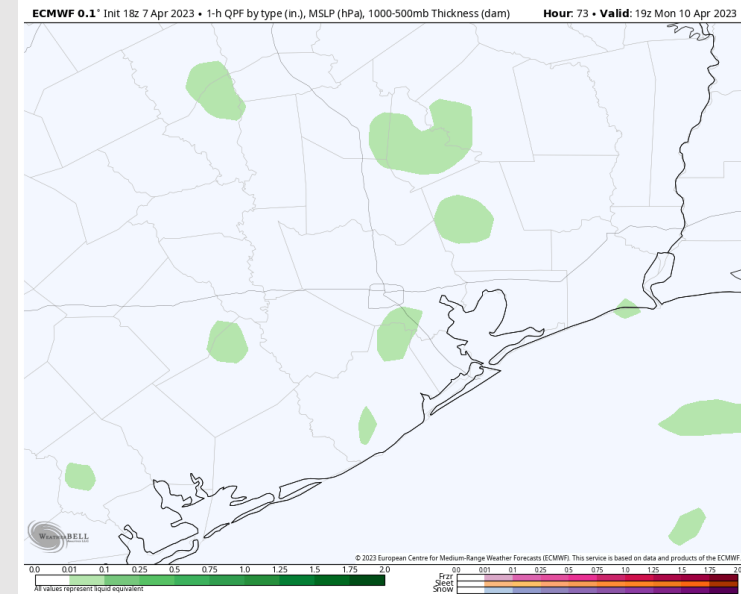 ECMWF 0.1° Init 18z 7 Apr 2023 • 1-h QPF by type (in.), MSLP (hPa), 1000-500mb Thickness (dam) Hour: 73 • Valid: 19z Mon 10 Apr 2023
WEATHERBELL
© 2023 European Centre for Medium-Range Weather Forecasts (ECMWF). This service is based on data and products of the ECMWF.
0.0 0.01 0.1 0.25 0.5 0.75 1.0 1.25 1.5 1.75 2.0
All values represent liquid equivalent
0.0 0.01 0.1 0.25 0.5 0.75 1.0 1.25 1.5 1.75 2.0
Frzr
Sleet
Snow